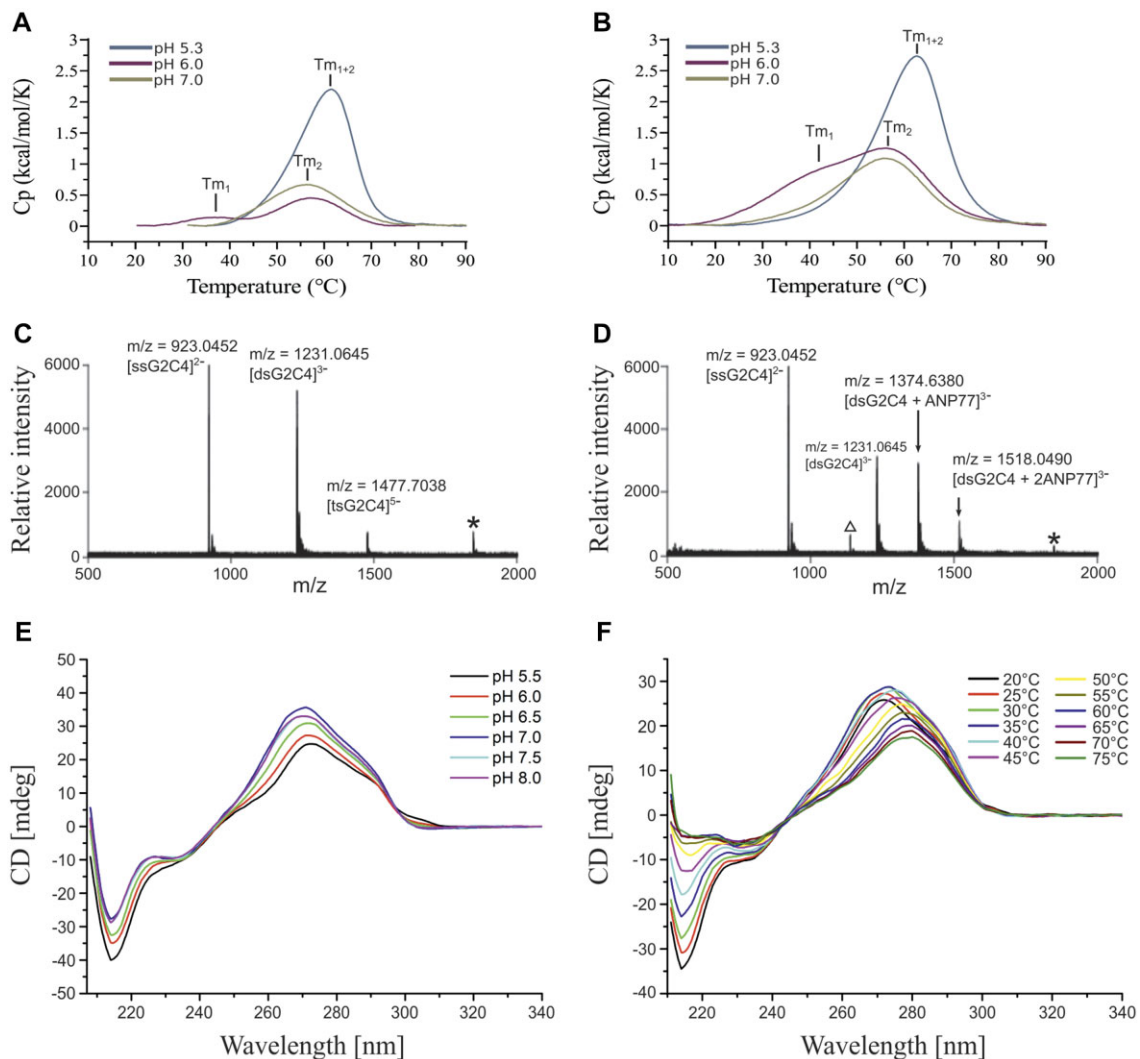 A
pH 5.3
pH 6.0
pH 7.0
Tm1+2
Tm1
Tm2
3
2.5
2
1.5
1
0.5
0
Cp (kcal/mol/K)
10 20 30 40 50 60 70 80 90
Temperature (°C)
B
pH 5.3
pH 6.0
pH 7.0
Tm1+2
Tm1
Tm2
3
2.5
2
1.5
1
0.5
0
Cp (kcal/mol/K)
10 20 30 40 50 60 70 80 90
Temperature (°C)
C
m/z = 923.0452
[ssG2C4]2-
m/z = 1231.0645
[dsG2C4]3-
m/z = 1477.7038
[tsG2C4]5-
*
6000
4000
2000
0
Relative intensity
500 1000 1500 2000
m/z
D
m/z = 923.0452
[ssG2C4]2-
m/z = 1374.6380
[dsG2C4 + ANP77]3-
m/z = 1231.0645
[dsG2C4]3-
m/z = 1518.0490
[dsG2C4 + 2ANP77]3-
Δ
*
6000
4000
2000
0
Relative intensity
500 1000 1500 2000
m/z
E
pH 5.5
pH 6.0
pH 6.5
pH 7.0
pH 7.5
pH 8.0
50
40
30
20
10
0
-10
-20
-30
-40
-50
CD [mdeg]
220 240 260 280 300 320 340
Wavelength [nm]
F
20°C 50°C
25°C 55°C
30°C 60°C
35°C 65°C
40°C 70°C
45°C 75°C
30
20
10
0
-10
-20
-30
-40
CD [mdeg]
220 240 260 280 300 320 340
Wavelength [nm]